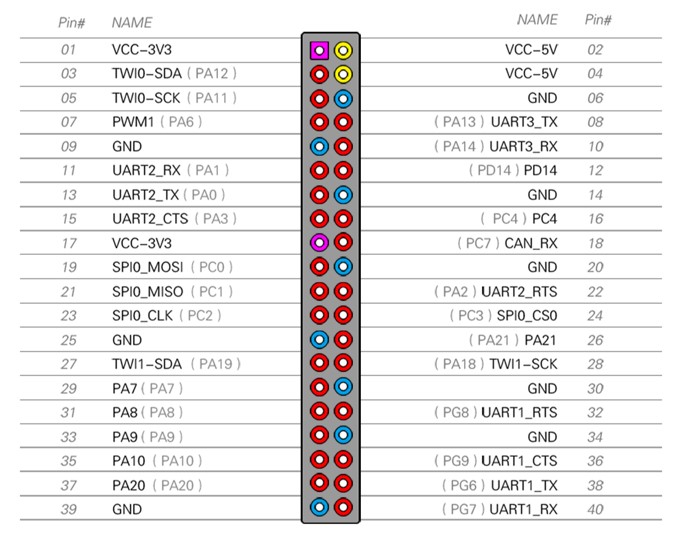 Pin# NAME NAME Pin#
01 VCC-3V3 VCC-5V 02
03 TWI0-SDA ( PA12 ) VCC-5V 04
05 TWI0-SCK ( PA11 ) GND 06
07 PWM1 ( PA6 ) ( PA13 ) UART3_TX 08
09 GND ( PA14 ) UART3_RX 10
11 UART2_RX ( PA1 ) ( PD14 ) PD14 12
13 UART2_TX ( PA0 ) GND 14
15 UART2_CTS ( PA3 ) ( PC4 ) PC4 16
17 VCC-3V3 ( PC7 ) CAN_RX 18
19 SPI0_MOSI ( PC0 ) GND 20
21 SPI0_MISO ( PC1 ) ( PA2 ) UART2_RTS 22
23 SPI0_CLK ( PC2 ) ( PC3 ) SPI0_CS0 24
25 GND ( PA21 ) PA21 26
27 TWI1-SDA ( PA19 ) ( PA18 ) TWI1-SCK 28
29 PA7 ( PA7 ) GND 30
31 PA8 ( PA8 ) ( PG8 ) UART1_RTS 32
33 PA9 ( PA9 ) GND 34
35 PA10 ( PA10 ) ( PG9 ) UART1_CTS 36
37 PA20 ( PA20 ) ( PG6 ) UART1_TX 38
39 GND ( PG7 ) UART1_RX 40